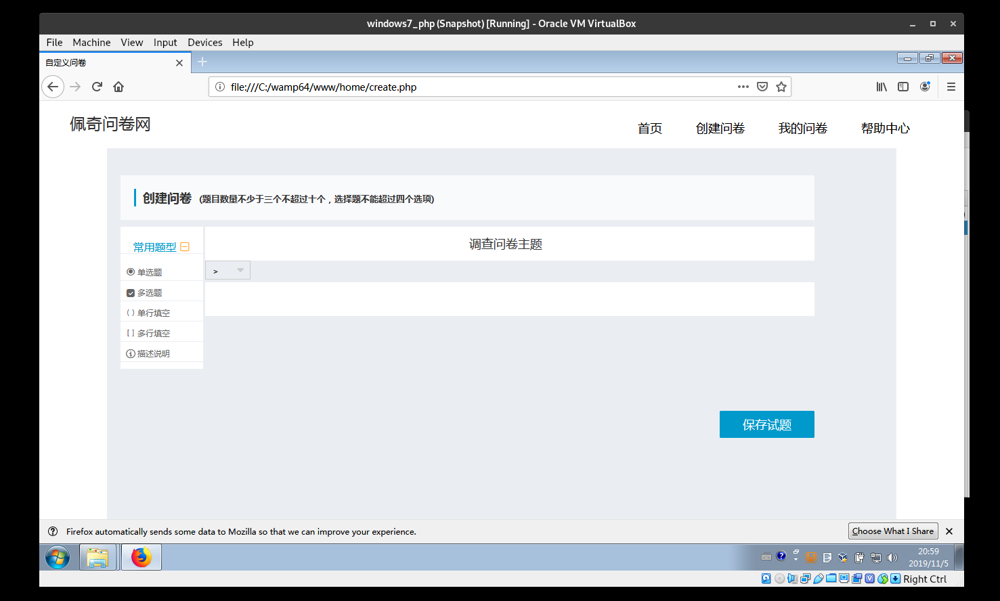 windows7_php (Snapshot) [Running] - Oracle VM VirtualBox
File Machine View Input Devices Help
自定义问卷
file:///C:/wamp64/www/home/create.php
佩奇问卷网
首页 创建问卷 我的问卷 帮助中心
创建问卷 (题目数量不少于三个不超过十个，选择题不能超过四个选项)
常用题型
调查问卷主题
单选题
>
多选题
( ) 单行填空
[ ] 多行填空
描述说明
保存试题
Firefox automatically sends some data to Mozilla so that we can improve your experience.
Choose What I Share
20:59
2019/11/5
Right Ctrl